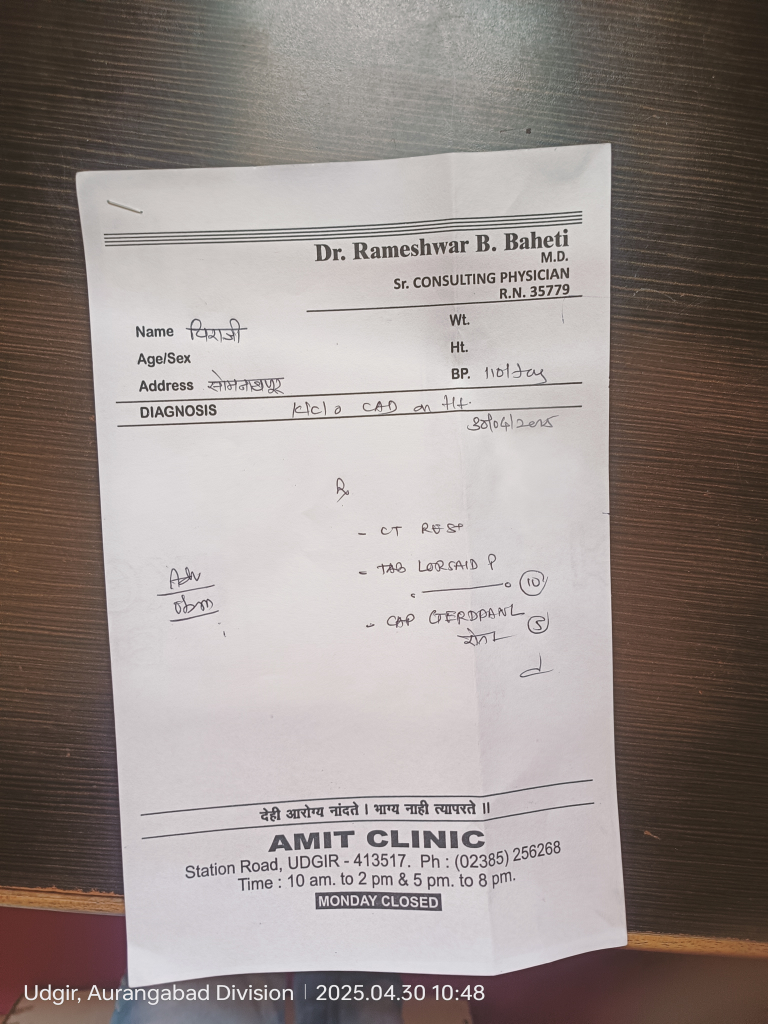 Dr. Rameshwar B. Baheti
M.D.
Sr. CONSULTING PHYSICIAN
R.N. 35779
Name पिराजी
Wt.
Age/Sex
Ht.
Address सोमनाथपूर
BP. 110/
DIAGNOSIS K/c/o CAD on
30/04/2025
Rx
- CT REST
- TAB LORSAID P
10
Adv
- CAP GERDPANL
5
देही आरोग्य नांदते । भाग्य नाही त्यापरते ॥
AMIT CLINIC
Station Road, UDGIR - 413517. Ph : (02385) 256268
Time : 10 am. to 2 pm & 5 pm. to 8 pm.
MONDAY CLOSED
Udgir, Aurangabad Division | 2025.04.30 10:48